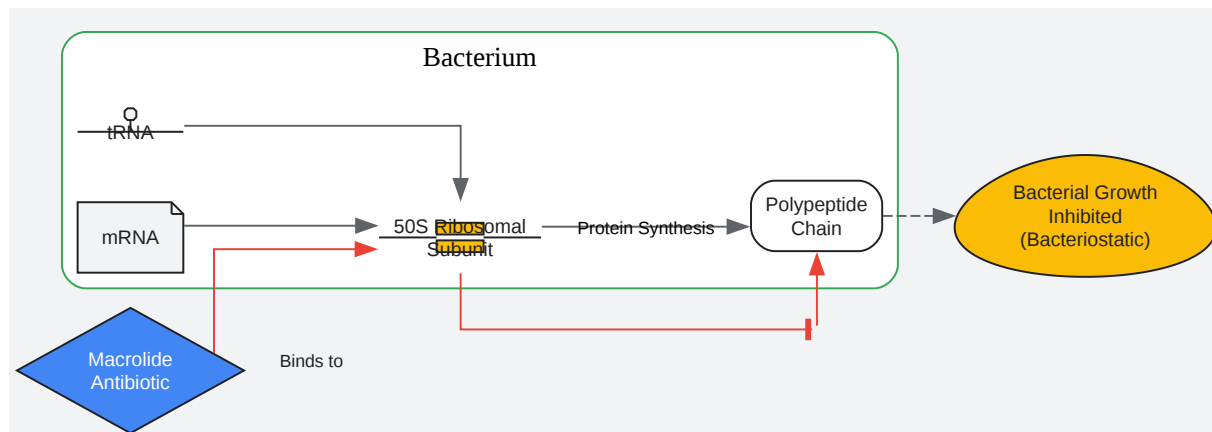 Bacterium
tRNA
mRNA
50S Ribosomal
Subunit
Protein Synthesis
Polypeptide
Chain
Bacterial Growth
Inhibited
(Bacteriostatic)
Macrolide
Antibiotic
Binds to